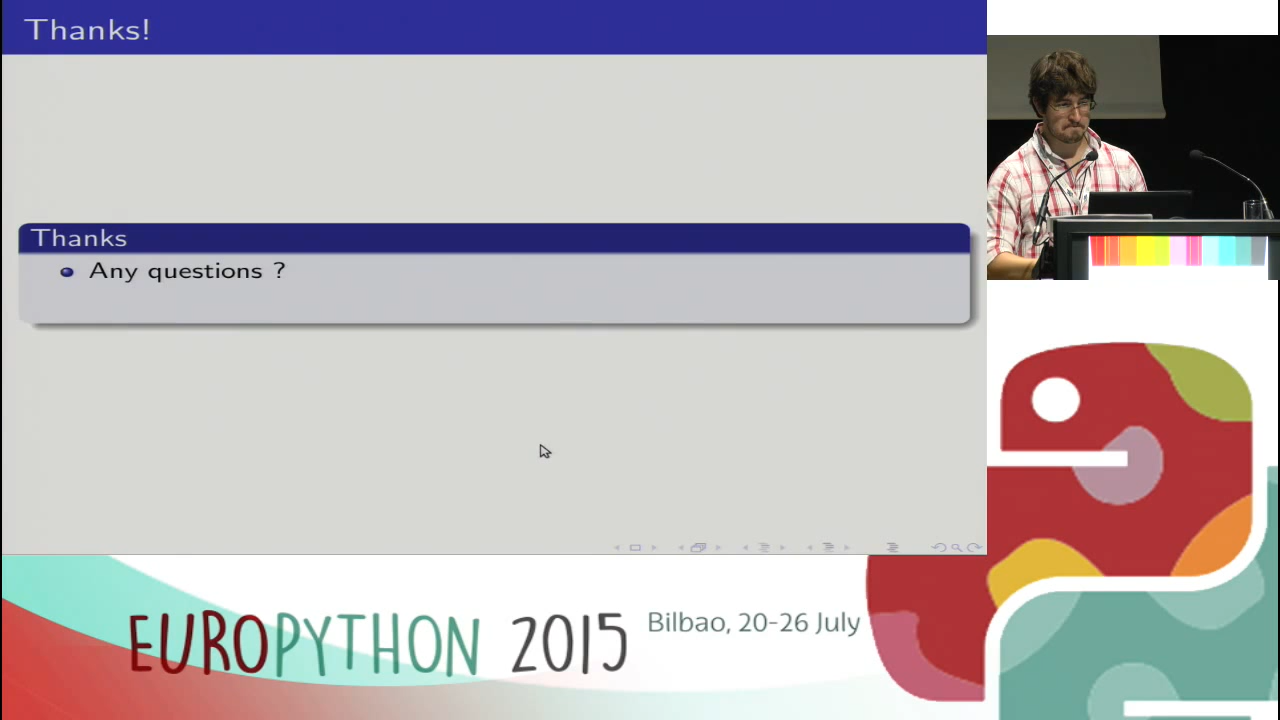 Thanks!
Thanks
Any questions ?
EUROPYTHON 2015
Bilbao, 20-26 July